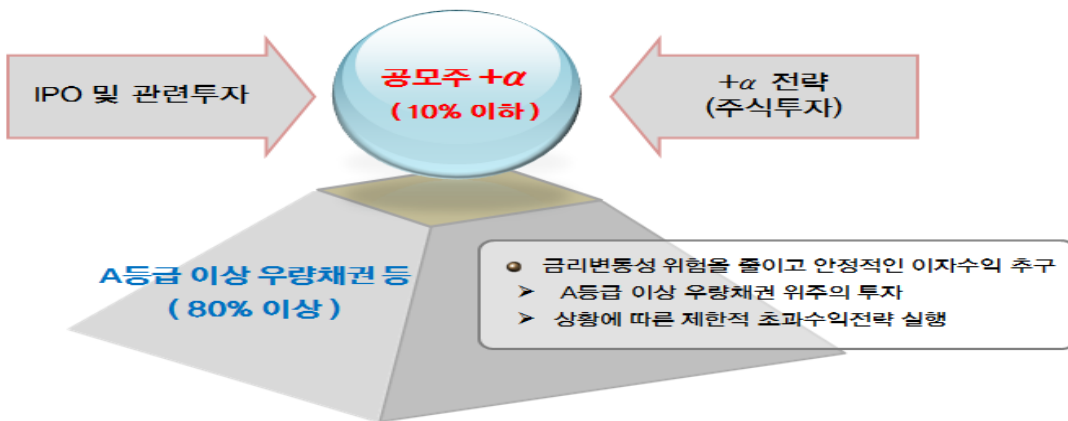 IPO 및 관련투자
공모주 +α
( 10% 이하 )
+α 전략
(주식투자)
A등급 이상 우량채권 등
( 80% 이상 )
금리변동성 위험을 줄이고 안정적인 이자수익 추구
A등급 이상 우량채권 위주의 투자
상황에 따른 제한적 초과수익전략 실행